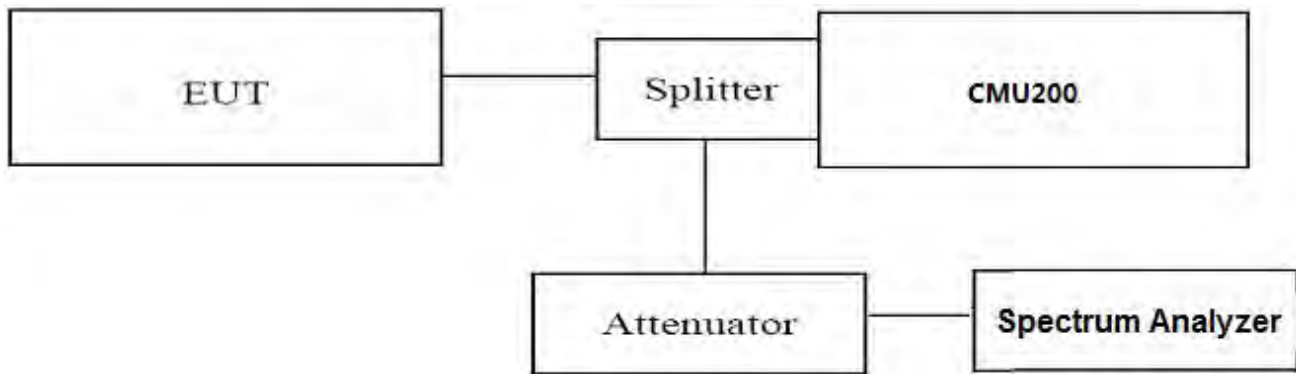 EUT
Splitter
CMU200
Attenuator
Spectrum Analyzer